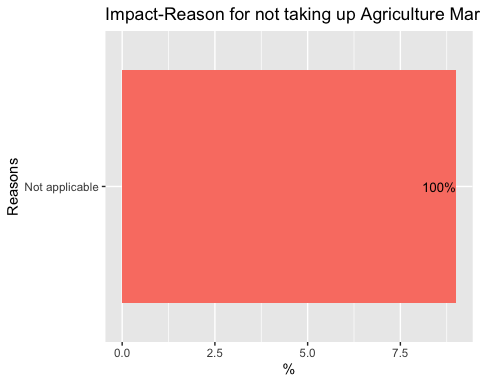 Impact-Reason for not taking up Agriculture Mar
Reasons
Not applicable
100%
0.0 2.5 5.0 7.5
%